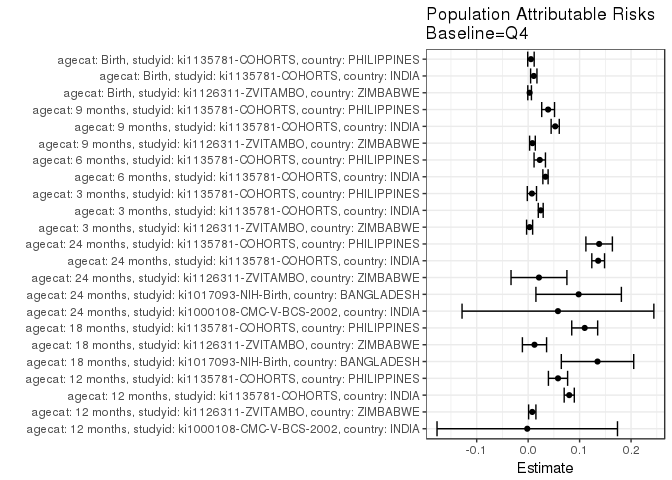 Population Attributable Risks
Baseline=Q4
agecat: Birth, studyid: ki1135781-COHORTS, country: PHILIPPINES
agecat: Birth, studyid: ki1135781-COHORTS, country: INDIA
agecat: Birth, studyid: ki1126311-ZVITAMBO, country: ZIMBABWE
agecat: 9 months, studyid: ki1135781-COHORTS, country: PHILIPPINES
agecat: 9 months, studyid: ki1135781-COHORTS, country: INDIA
agecat: 9 months, studyid: ki1126311-ZVITAMBO, country: ZIMBABWE
agecat: 6 months, studyid: ki1135781-COHORTS, country: PHILIPPINES
agecat: 6 months, studyid: ki1135781-COHORTS, country: INDIA
agecat: 3 months, studyid: ki1135781-COHORTS, country: PHILIPPINES
agecat: 3 months, studyid: ki1135781-COHORTS, country: INDIA
agecat: 3 months, studyid: ki1126311-ZVITAMBO, country: ZIMBABWE
agecat: 24 months, studyid: ki1135781-COHORTS, country: PHILIPPINES
agecat: 24 months, studyid: ki1135781-COHORTS, country: INDIA
agecat: 24 months, studyid: ki1126311-ZVITAMBO, country: ZIMBABWE
agecat: 24 months, studyid: ki1017093-NIH-Birth, country: BANGLADESH
agecat: 24 months, studyid: ki1000108-CMC-V-BCS-2002, country: INDIA
agecat: 18 months, studyid: ki1135781-COHORTS, country: PHILIPPINES
agecat: 18 months, studyid: ki1126311-ZVITAMBO, country: ZIMBABWE
agecat: 18 months, studyid: ki1017093-NIH-Birth, country: BANGLADESH
agecat: 12 months, studyid: ki1135781-COHORTS, country: PHILIPPINES
agecat: 12 months, studyid: ki1135781-COHORTS, country: INDIA
agecat: 12 months, studyid: ki1126311-ZVITAMBO, country: ZIMBABWE
agecat: 12 months, studyid: ki1000108-CMC-V-BCS-2002, country: INDIA
-0.1 0.0 0.1 0.2
Estimate